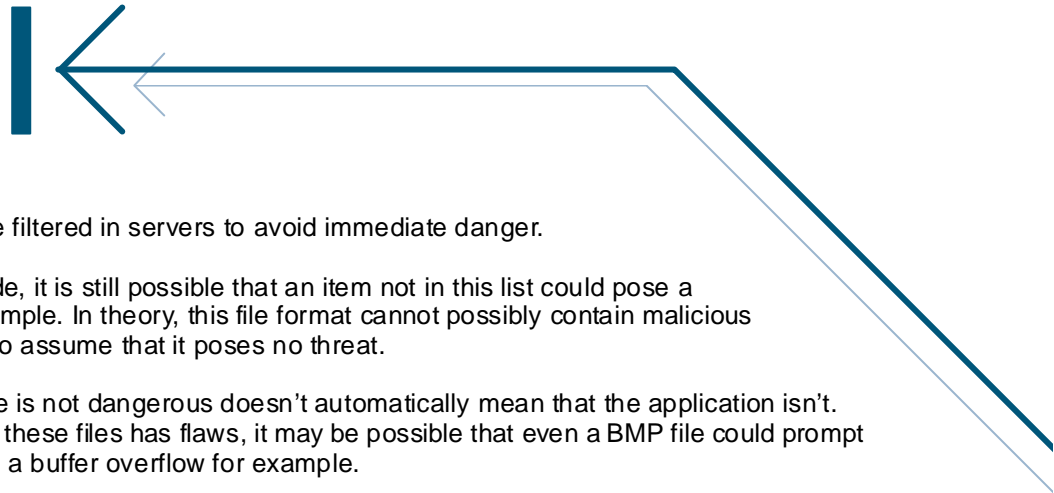 e filtered in servers to avoid immediate danger.
de, it is still possible that an item not in this list could pose a
mple. In theory, this file format cannot possibly contain malicious
o assume that it poses no threat.
e is not dangerous doesn’t automatically mean that the application isn’t.
these files has flaws, it may be possible that even a BMP file could prompt
a buffer overflow for example.